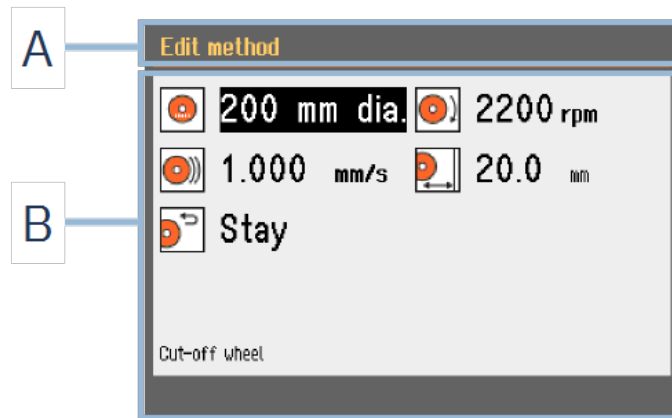 A
Edit method
B
200 mm dia. 2200 rpm
1.000 mm/s 20.0 mm
Stay
Cut-off wheel